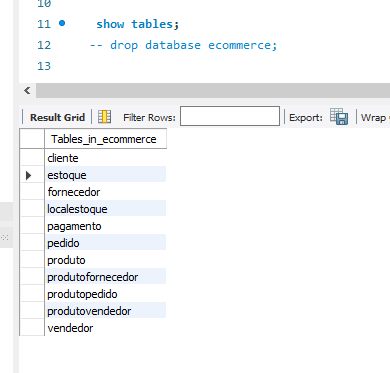 10
11 show tables;
12 -- drop database ecommerce;
13
Result Grid Filter Rows: Export: Wrap
Tables_in_ecommerce
cliente
estoque
fornecedor
localestoque
pagamento
pedido
produto
produtofornecedor
produtopedido
produtovendedor
vendedor